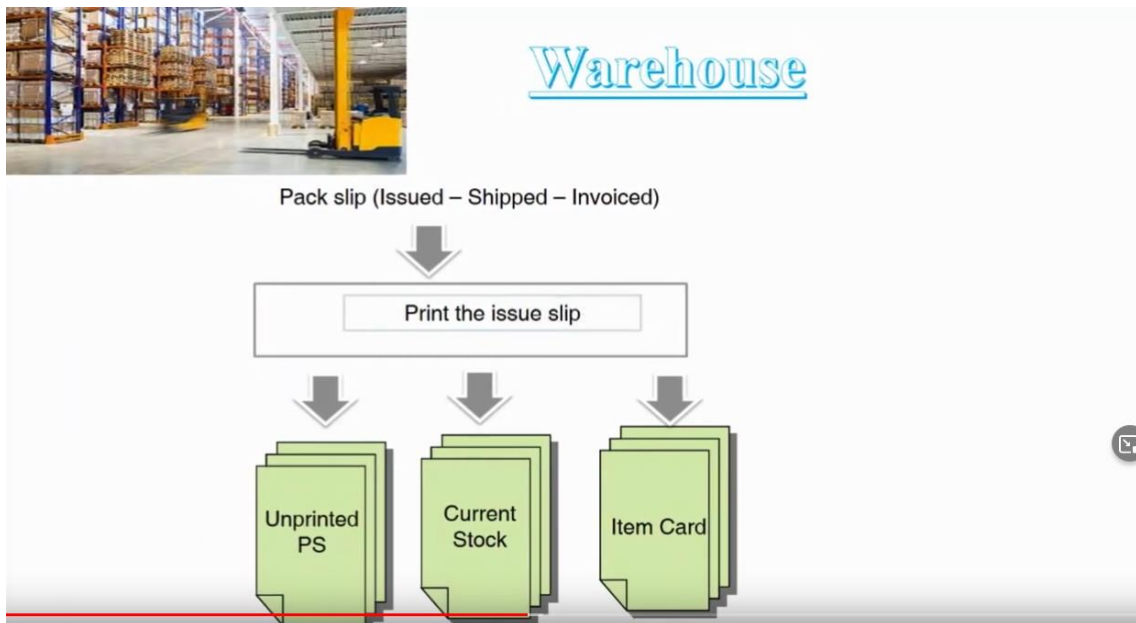 Warehouse
Pack slip (Issued – Shipped – Invoiced)
Print the issue slip
Unprinted
PS
Current
Stock
Item Card